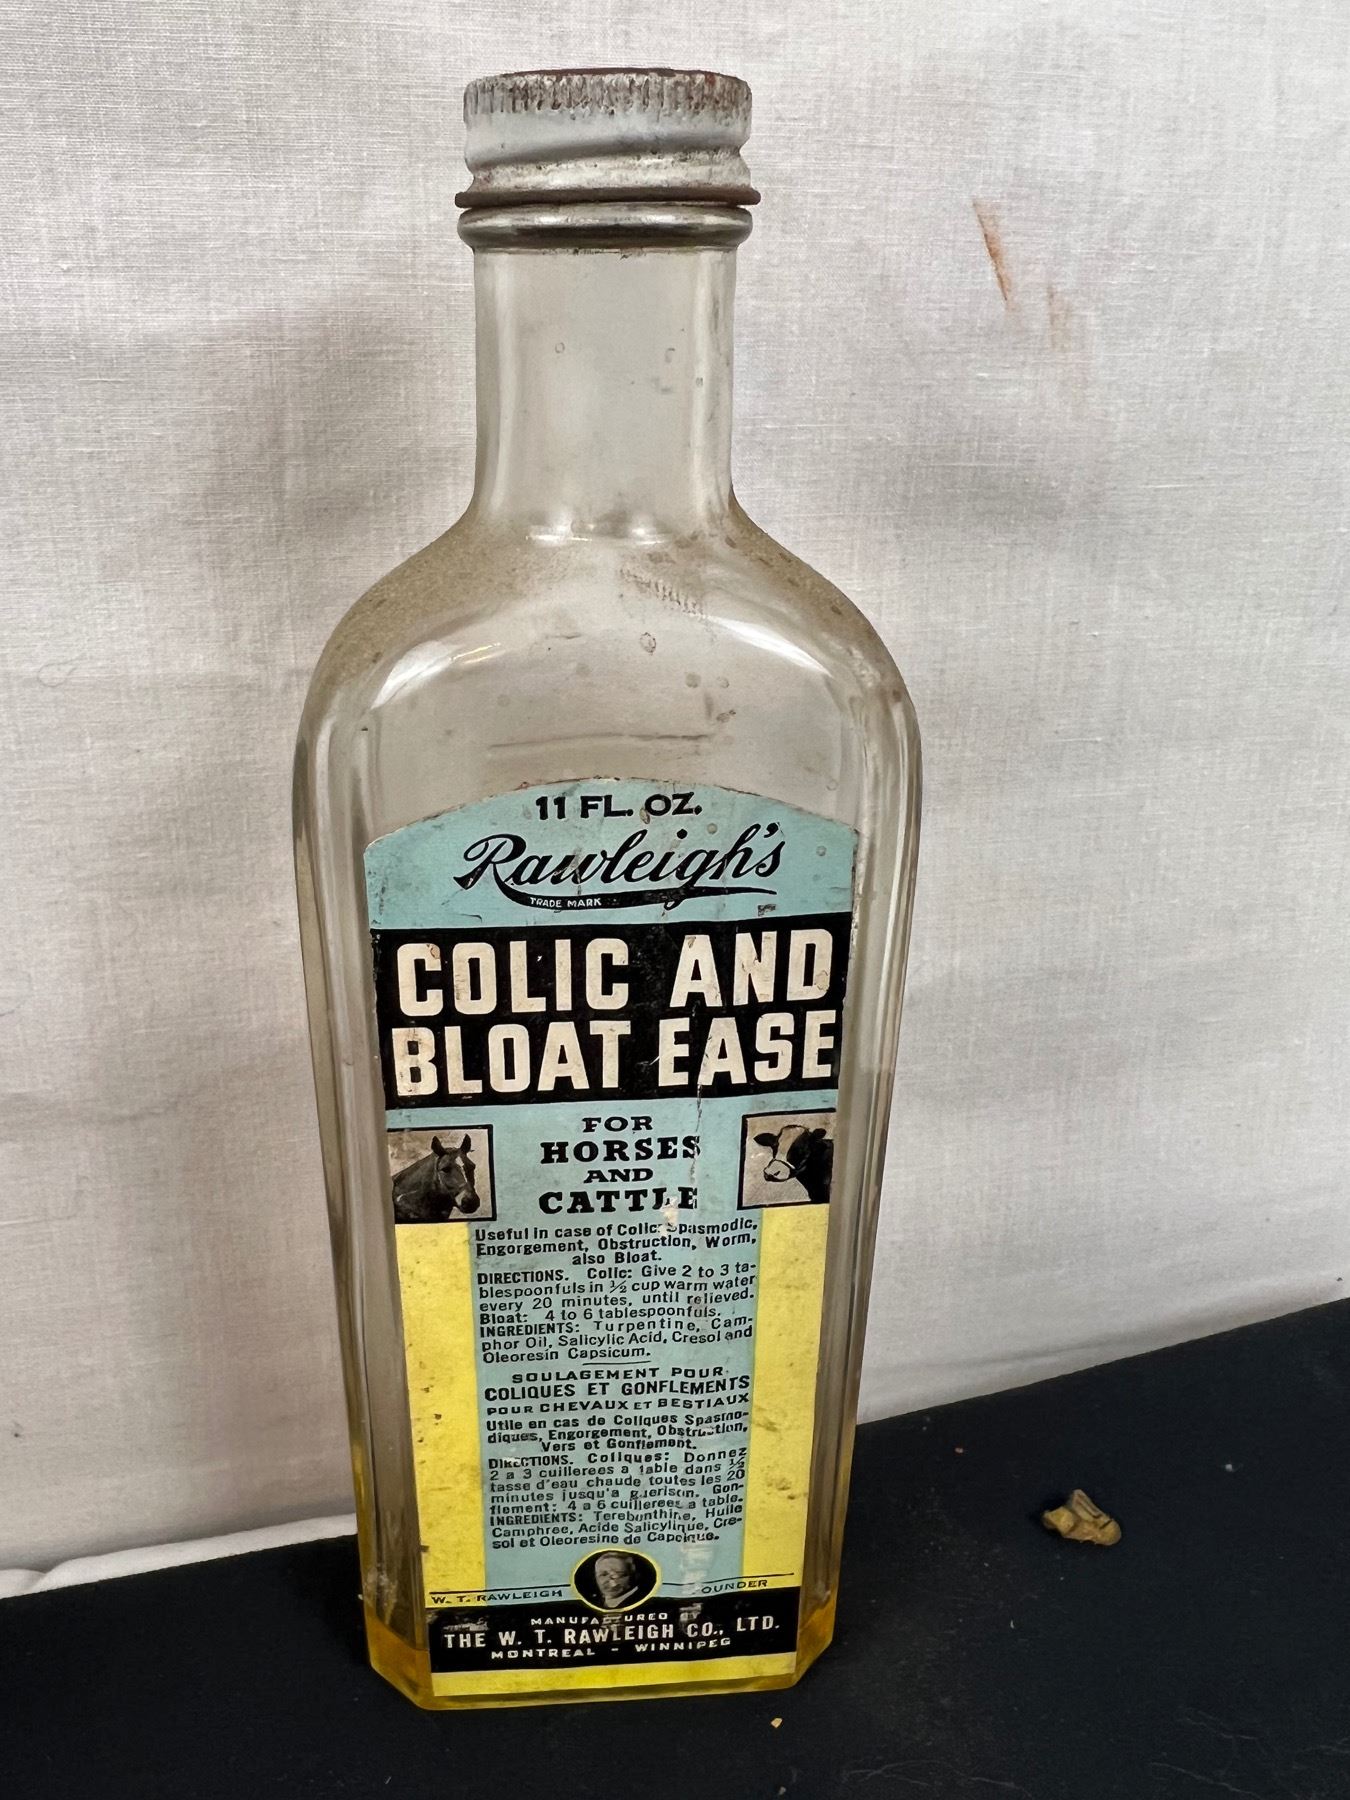 11 FL. OZ.
Rawleigh's
TRADE MARK
COLIC AND
BLOAT EASE
FOR
HORSES
AND
CATTLE
Useful in case of Colic: Spasmodic,
Engorgement, Obstruction, Worm,
also Bloat.
DIRECTIONS. Colic: Give 2 to 3 ta-
blespoonfuls in ½ cup warm water
every 20 minutes, until relieved.
Bloat: 4 to 6 tablespoonfuls.
INGREDIENTS: Turpentine, Cam-
phor Oil, Salicylic Acid, Cresol and
Oleoresin Capsicum.
SOULAGEMENT POUR
COLIQUES ET GONFLEMENTS
POUR CHEVAUX ET BESTIAUX
Utile en cas de Coliques Spasmo-
diques, Engorgement, Obstruction,
Vers et Gonflement.
DIRECTIONS. Coliques: Donnez
2 a 3 cuillerees a table dans ½
tasse d'eau chaude toutes les 20
minutes jusqu'a guerison. Gon-
flement: 4 a 6 cuillerees a table.
INGREDIENTS: Terebenthine, Huile
Camphree, Acide Salicylique, Cre-
sol et Oleoresine de Capcique.
W. T. RAWLEIGH FOUNDER
MANUFACTURED BY
THE W. T. RAWLEIGH CO., LTD.
MONTREAL - WINNIPEG